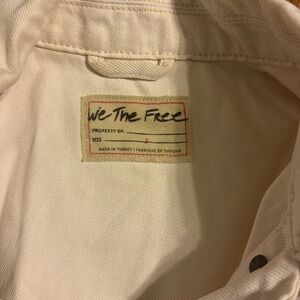 We The Free
PROPERTY OF
SIZE S
MADE IN TURKEY / FABRIQUÉ EN TURQUIE